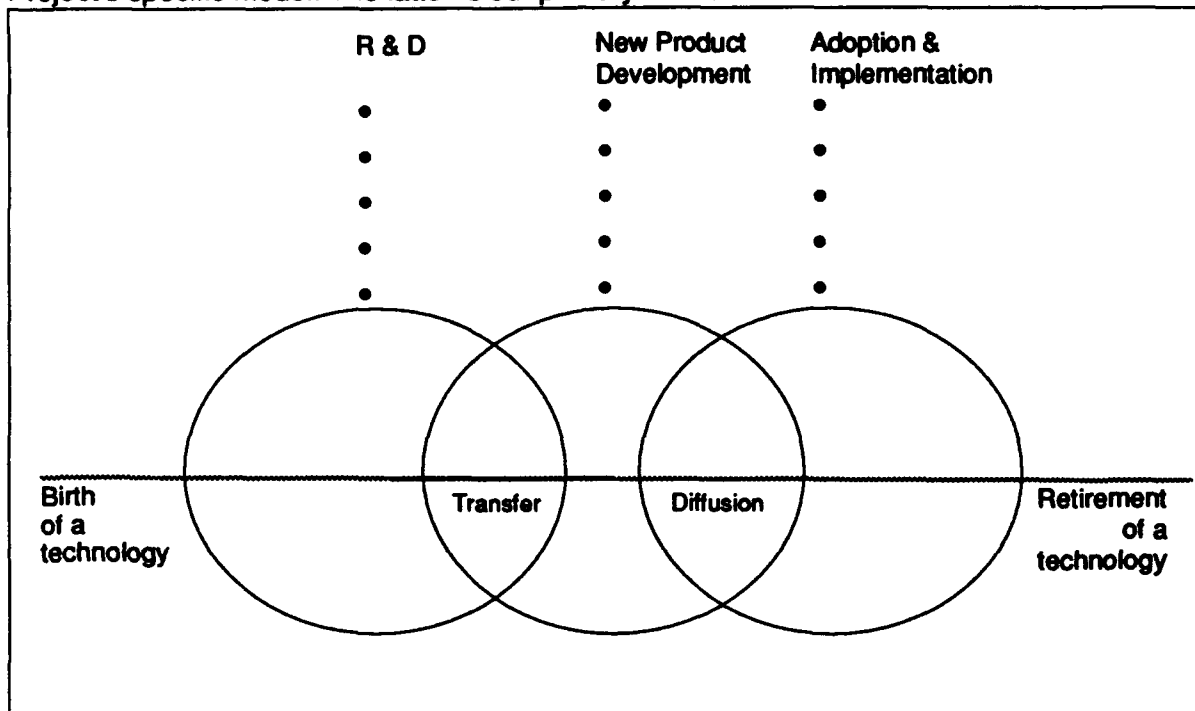 R & D
New Product
Development
Adoption &
Implementation
Birth
of a
technology
Transfer
Diffusion
Retirement
of a
technology